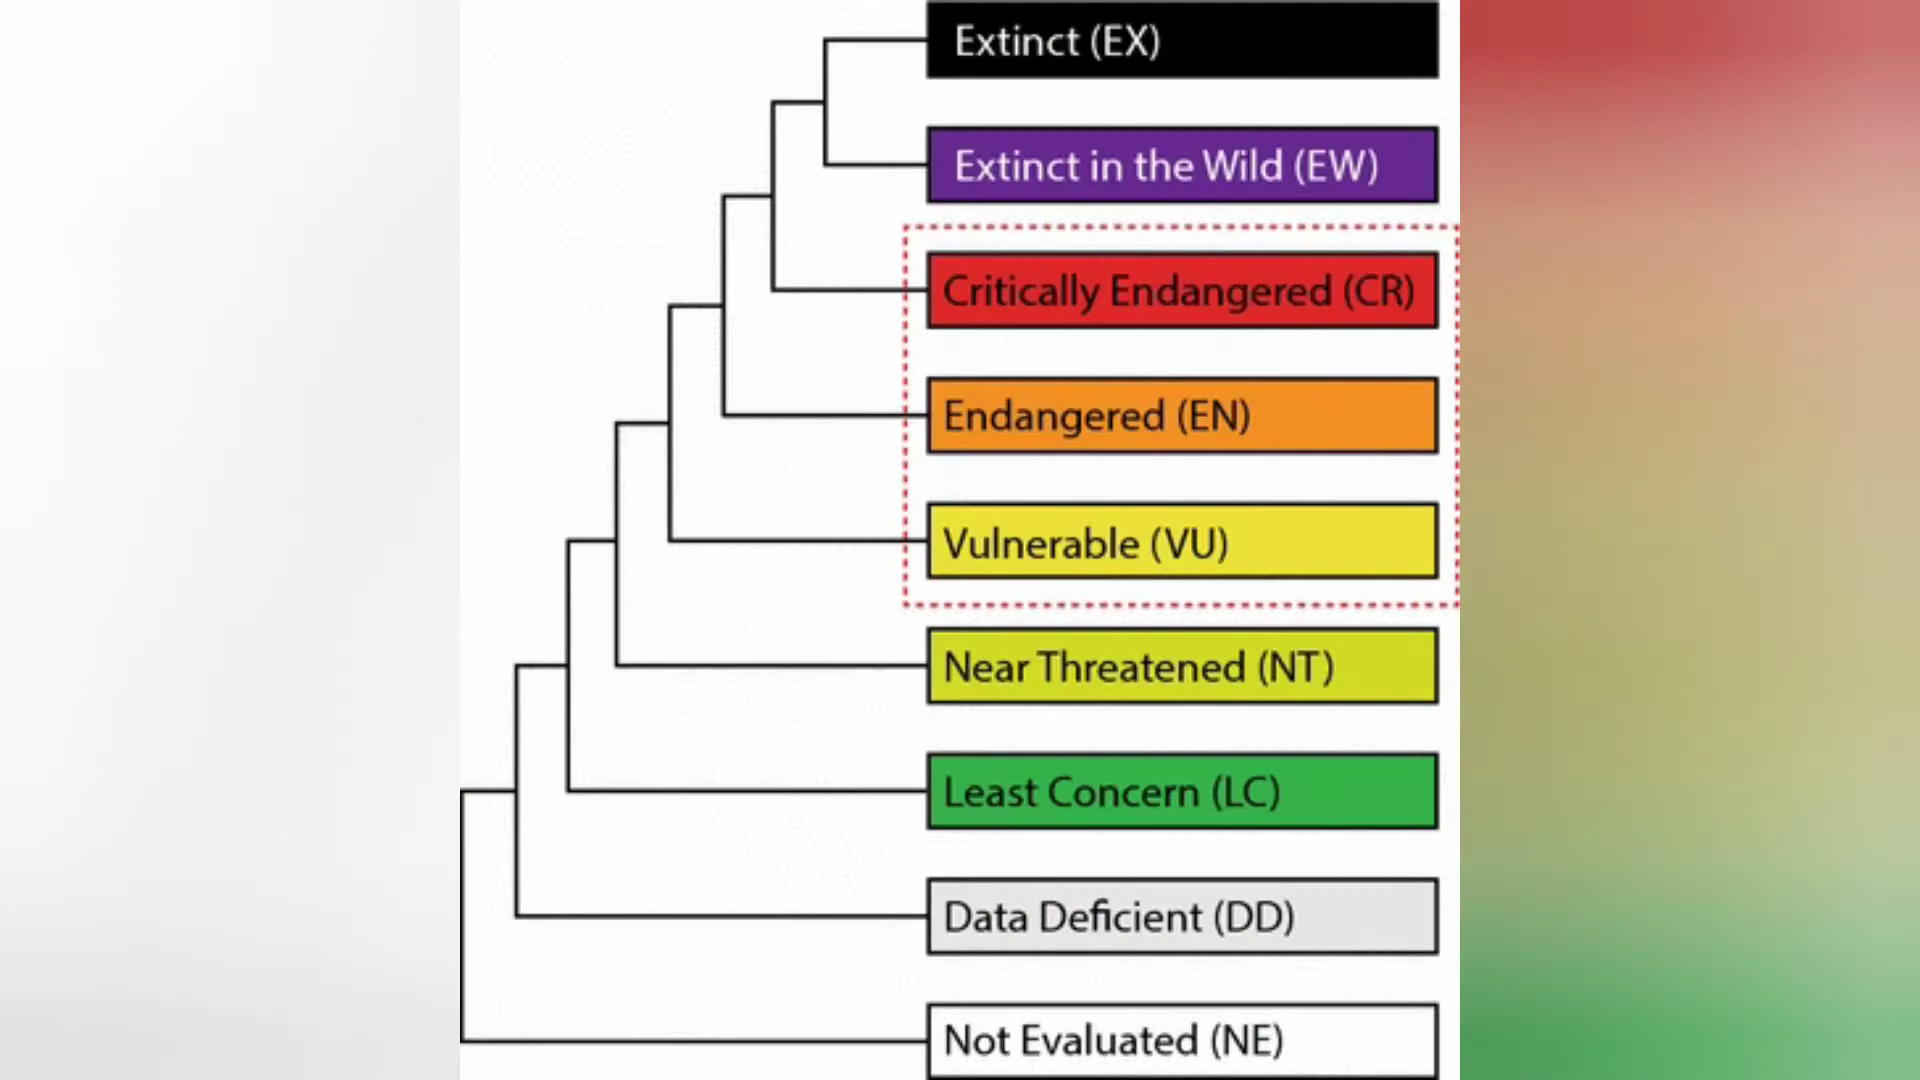 Extinct (EX)
Extinct in the Wild (EW)
Critically Endangered (CR)
Endangered (EN)
Vulnerable (VU)
Near Threatened (NT)
Least Concern (LC)
Data Deficient (DD)
Not Evaluated (NE)